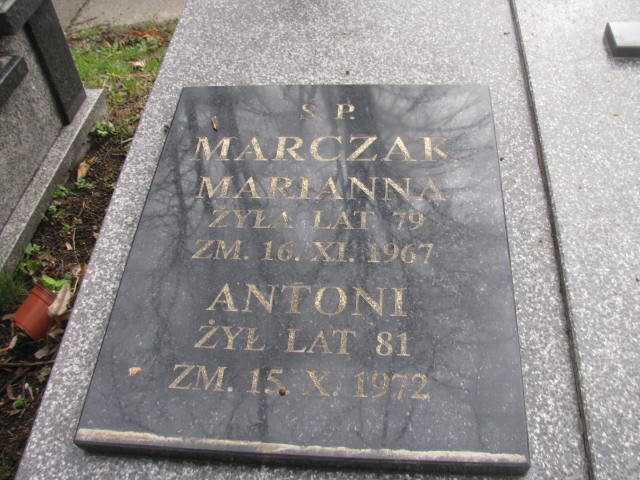 Ś.P.
MARCZAK
MARIANNA
ŻYŁA LAT 79
ZM. 16. XI. 1967
ANTONI
ŻYŁ LAT 81
ZM. 15. X. 1972